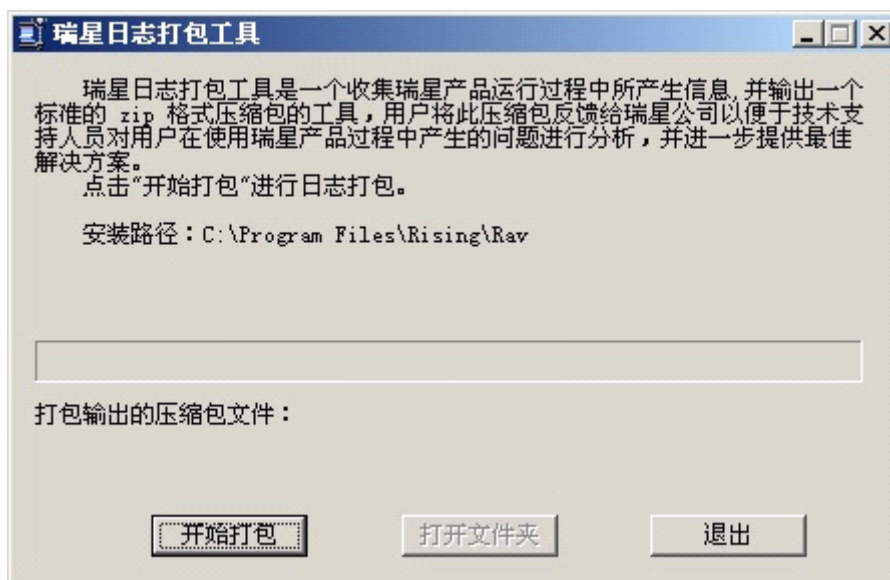 瑞星日志打包工具
瑞星日志打包工具是一个收集瑞星产品运行过程中所产生信息,并输出一个
标准的 zip 格式压缩包的工具,用户将此压缩包反馈给瑞星公司以便于技术支
持人员对用户在使用瑞星产品过程中产生的问题进行分析,并进一步提供最佳
解决方案。
点击“开始打包“进行日志打包。
安装路径:C:\Program Files\Rising\Rav
打包输出的压缩包文件:
开始打包 打开文件夹 退出